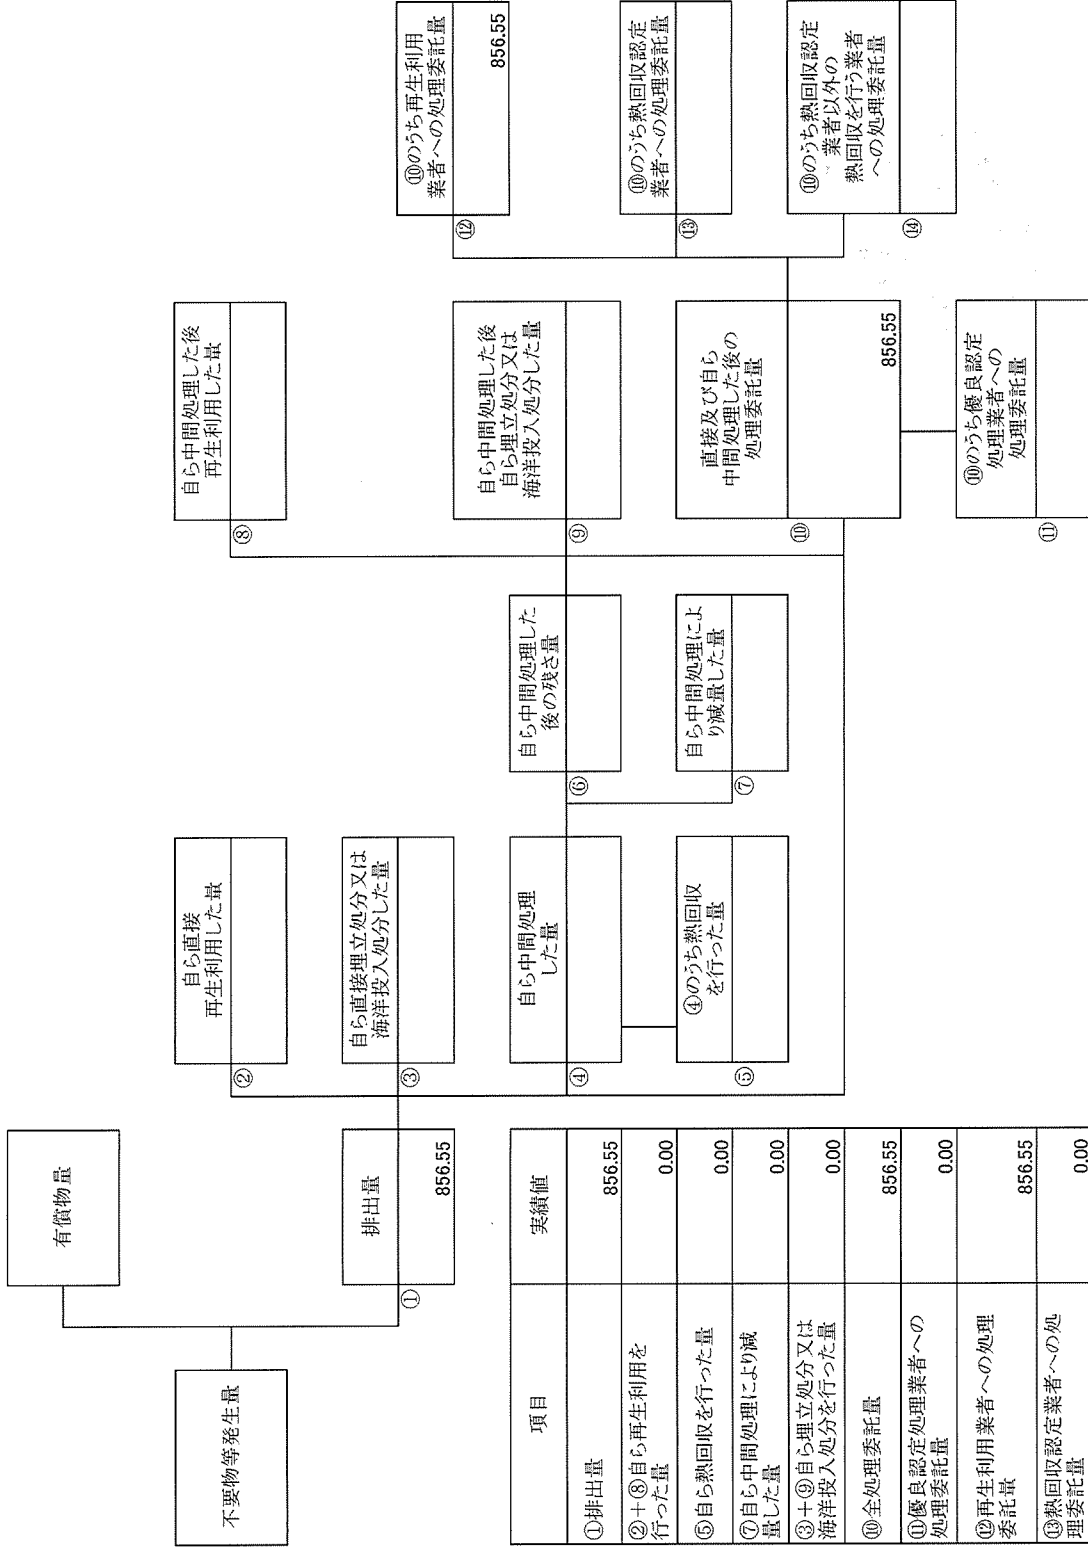 不要物等発生量
有償物量
排出量
①
856.55
自ら直接
再生利用した量
②
自ら直接埋立処分又は
海洋投入処分した量
③
自ら中間処理
した量
④
④のうち熱回収
を行った量
⑤
自ら中間処理した
後の残さ量
⑥
自ら中間処理によ
り減量した量
⑦
自ら中間処理した後
再生利用した量
⑧
自ら中間処理した後
自ら埋立処分又は
海洋投入処分した量
⑨
直接及び自ら
中間処理した後の
処理委託量
⑩
856.55
⑩のうち優良認定
処理業者への
処理委託量
⑪
⑩のうち再生利用
業者への処理委託量
⑫
856.55
⑩のうち熱回収認定
業者への処理委託量
⑬
⑩のうち熱回収認定
業者以外の
熱回収を行う業者
への処理委託量
⑭
項目 実績値
①排出量 856.55
②+⑧自ら再生利用を
行った量 0.00
⑤自ら熱回収を行った量 0.00
⑦自ら中間処理により減
量した量 0.00
③+⑨自ら埋立処分又は
海洋投入処分を行った量 0.00
⑩全処理委託量 856.55
⑪優良認定処理業者への
処理委託量 0.00
⑫再生利用業者への処理
委託量 856.55
⑬熱回収認定業者への処
理委託量 0.00